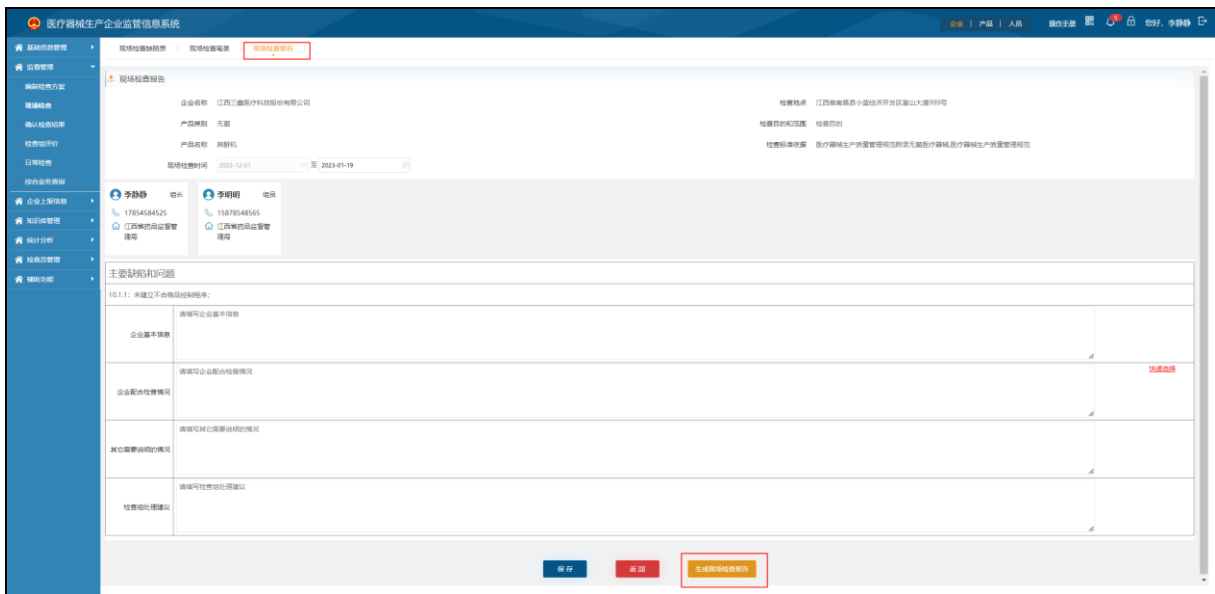 医疗器械生产企业监管信息系统
企业 | 产品 | 人员 操作手册 5 您好，李静静
基础信息管理
监督管理
编制检查方案
现场检查
确认检查结果
检查组评价
日常检查
综合业务查询
企业上报信息
知识库管理
统计分析
检查员管理
辅助功能
现场检查缺陷表 现场检查笔录 现场检查报告
现场检查报告
企业名称 江西三鑫医疗科技股份有限公司 检查地点 江西省南昌县小蓝经济开发区富山大道999号
产品类别 无菌 检查目的和范围 检查目的
产品名称 麻醉机 检查标准依据 医疗器械生产质量管理规范附录无菌医疗器械,医疗器械生产质量管理规范
现场检查时间 2022-12-01 至 2023-01-19
李静静 组长 李明明 组员
17854584525 15878548565
江西省药品监督管 江西省药品监督管
理局 理局
主要缺陷和问题
10.1.1：未建立不合格品控制程序；
企业基本信息 请填写企业基本信息
企业配合检查情况 请填写企业配合检查情况 快速选择
其它需要说明的情况 请填写其它需要说明的情况
检查组处理建议 请填写检查组处理建议
保存 返回 生成现场检查报告